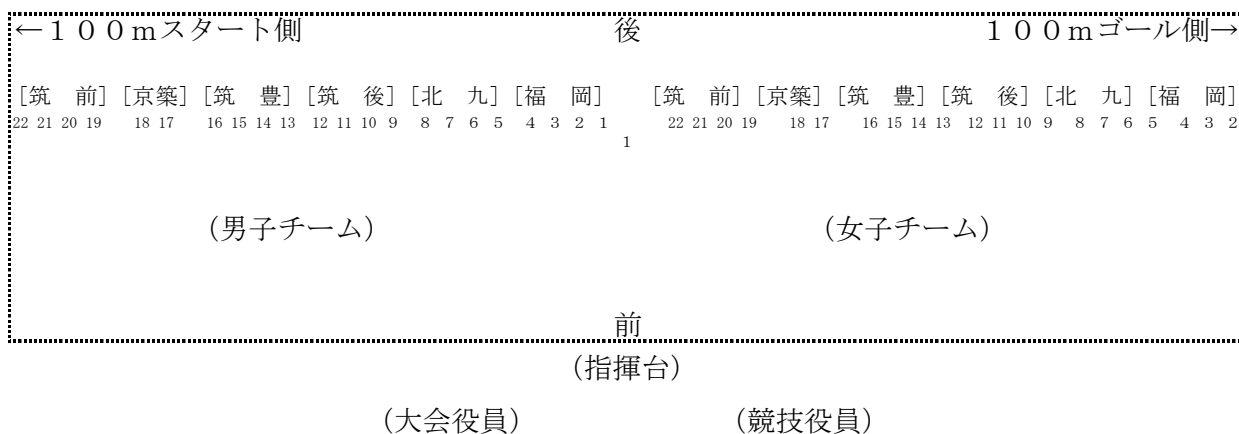 ←１００ｍスタート側 後 １００ｍゴール側→
[筑　前] [京築] [筑　豊] [筑　後] [北　九] [福　岡] [筑　前] [京築] [筑　豊] [筑　後] [北　九] [福　岡]
22 21 20 19 18 17 16 15 14 13 12 11 10 9 8 7 6 5 4 3 2 1 22 21 20 19 18 17 16 15 14 13 12 11 10 9 8 7 6 5 4 3 2
1
（男子チーム） （女子チーム）
前
（指揮台）
（大会役員） （競技役員）